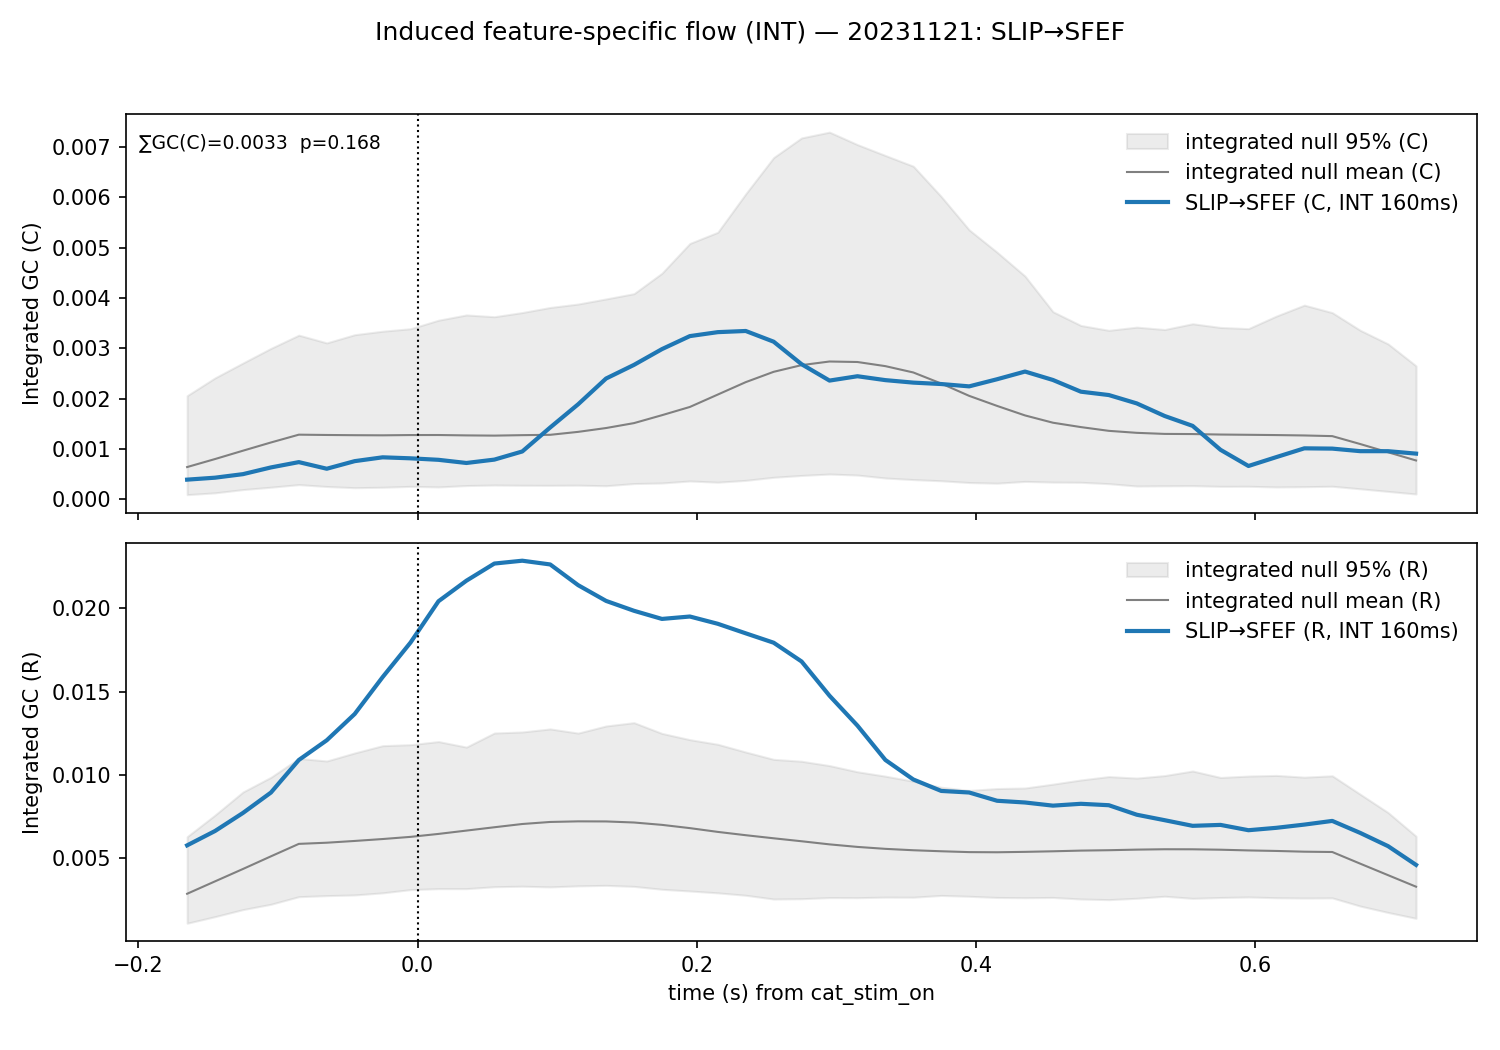 Induced feature-specific flow (INT) — 20231121: SLIP→SFEF
∑GC(C)=0.0033  p=0.168
integrated null 95% (C)
integrated null mean (C)
SLIP→SFEF (C, INT 160ms)
Integrated GC (C)
0.007
0.006
0.005
0.004
0.003
0.002
0.001
0.000
integrated null 95% (R)
integrated null mean (R)
SLIP→SFEF (R, INT 160ms)
Integrated GC (R)
0.020
0.015
0.010
0.005
−0.2
0.0
0.2
0.4
0.6
time (s) from cat_stim_on